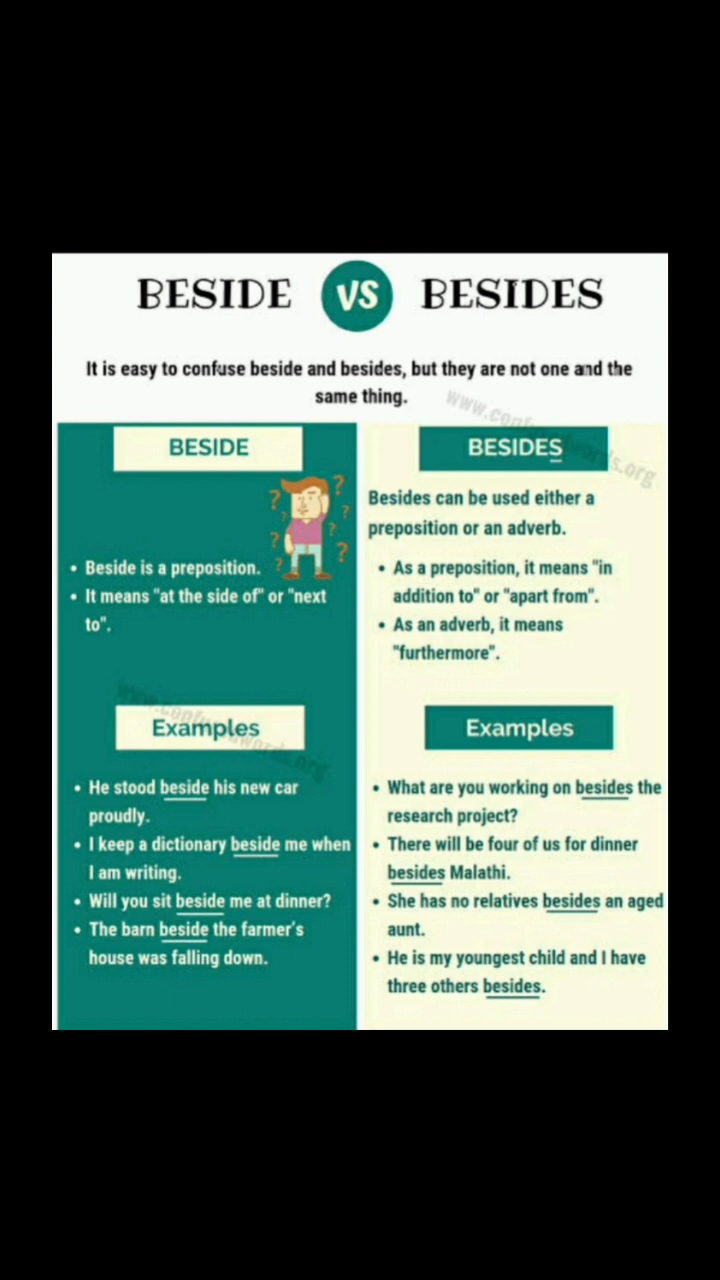 BESIDE VS BESIDES
It is easy to confuse beside and besides, but they are not one and the
same thing.
www.confusedwords.org
BESIDE
Beside is a preposition.
It means "at the side of" or "next
to".
www.confusedwords.org
Examples
He stood beside his new car
proudly.
I keep a dictionary beside me when
I am writing.
Will you sit beside me at dinner?
The barn beside the farmer's
house was falling down.
BESIDES
Besides can be used either a
preposition or an adverb.
As a preposition, it means "in
addition to" or "apart from".
As an adverb, it means
"furthermore".
Examples
What are you working on besides the
research project?
There will be four of us for dinner
besides Malathi.
She has no relatives besides an aged
aunt.
He is my youngest child and I have
three others besides.